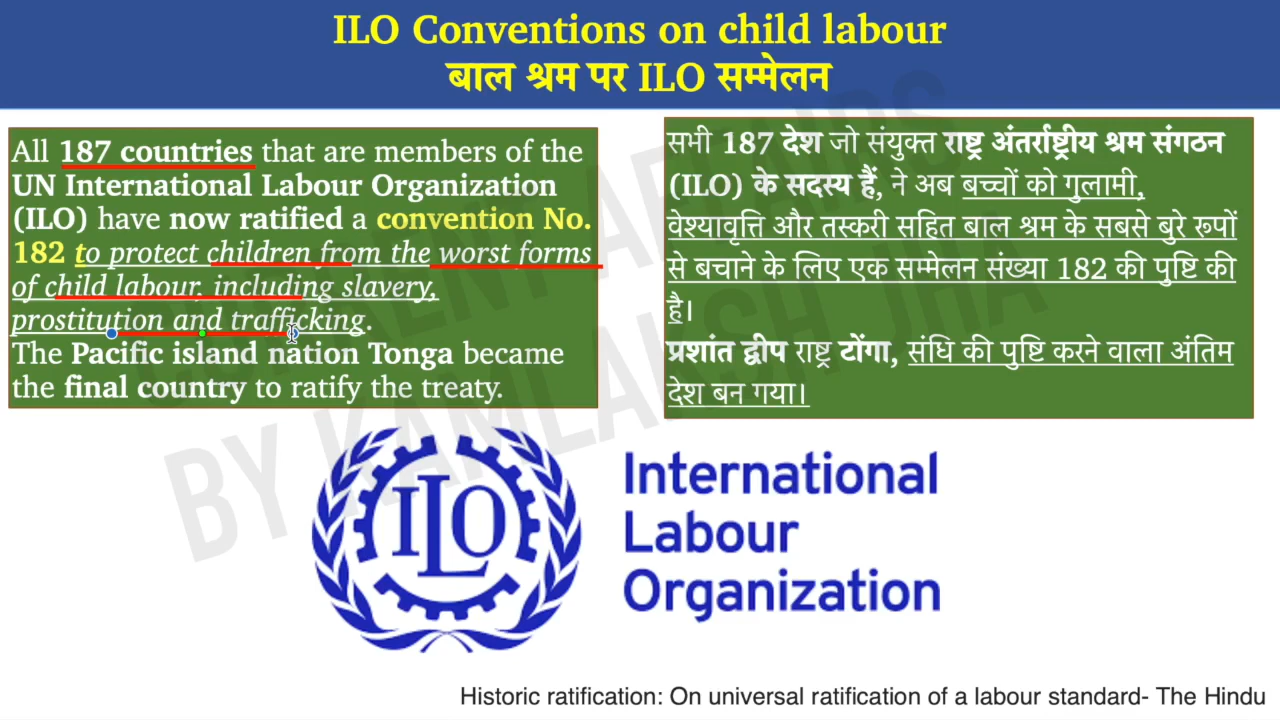 ILO Conventions on child labour
बाल श्रम पर ILO सम्मेलन
All 187 countries that are members of the
UN International Labour Organization
(ILO) have now ratified a convention No.
182 to protect children from the worst forms
of child labour, including slavery,
prostitution and trafficking.
The Pacific island nation Tonga became
the final country to ratify the treaty.
सभी 187 देश जो संयुक्त राष्ट्र अंतर्राष्ट्रीय श्रम संगठन
(ILO) के सदस्य हैं, ने अब बच्चों को गुलामी,
वेश्यावृत्ति और तस्करी सहित बाल श्रम के सबसे बुरे रूपों
से बचाने के लिए एक सम्मेलन संख्या 182 की पुष्टि की
है।
प्रशांत द्वीप राष्ट्र टोंगा, संधि की पुष्टि करने वाला अंतिम
देश बन गया।
CURRENT AFFAIRS
BY KAMLAKSH JHA
ILO
International
Labour
Organization
Historic ratification: On universal ratification of a labour standard- The Hindu